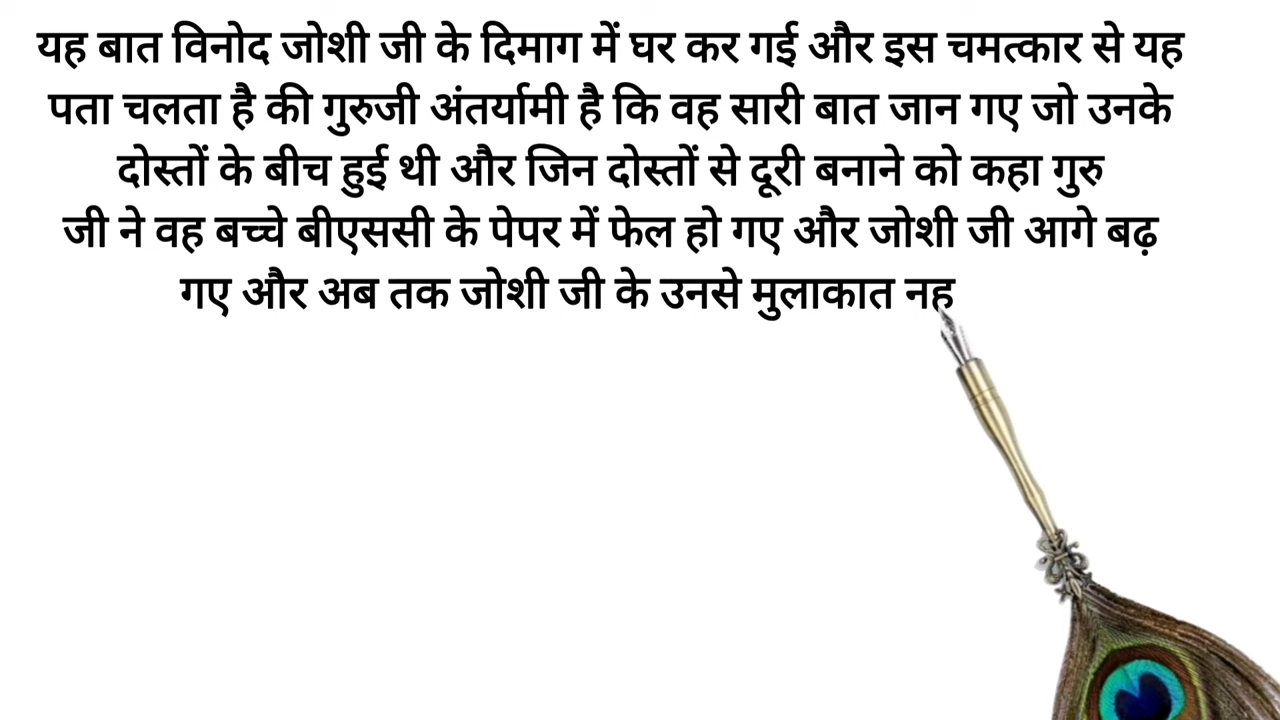 यह बात विनोद जोशी जी के दिमाग में घर कर गई और इस चमत्कार से यह
पता चलता है की गुरुजी अंतर्यामी है कि वह सारी बात जान गए जो उनके
दोस्तों के बीच हुई थी और जिन दोस्तों से दूरी बनाने को कहा गुरु
जी ने वह बच्चे बीएससी के पेपर में फेल हो गए और जोशी जी आगे बढ़
गए और अब तक जोशी जी के उनसे मुलाकात नह